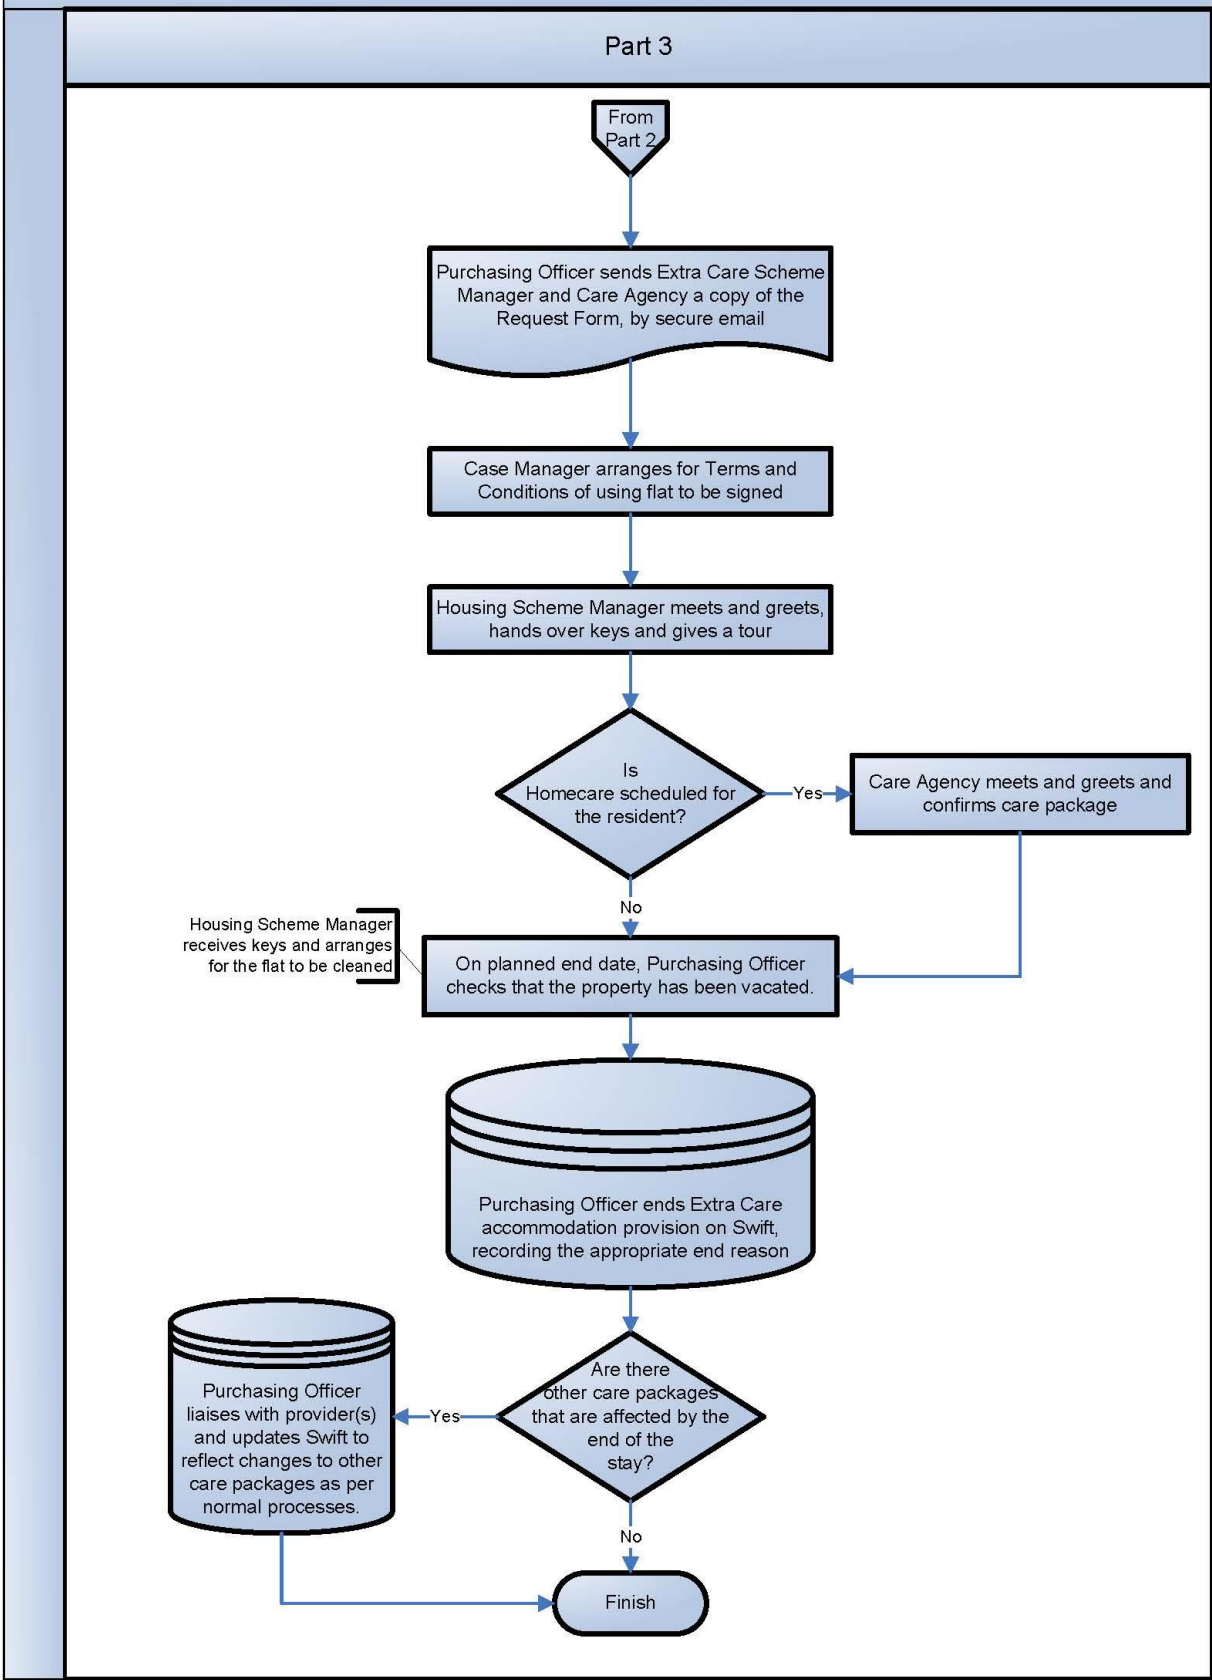 Part 3
From
Part 2
Purchasing Officer sends Extra Care Scheme
Manager and Care Agency a copy of the
Request Form, by secure email
Case Manager arranges for Terms and
Conditions of using flat to be signed
Housing Scheme Manager meets and greets,
hands over keys and gives a tour
Is
Homecare scheduled for
the resident?
Yes
Care Agency meets and greets and
confirms care package
No
Housing Scheme Manager
receives keys and arranges
for the flat to be cleaned
On planned end date, Purchasing Officer
checks that the property has been vacated.
Purchasing Officer ends Extra Care
accommodation provision on Swift,
recording the appropriate end reason
Are there
other care packages
that are affected by the
end of the
stay?
Yes
Purchasing Officer
liaises with provider(s)
and updates Swift to
reflect changes to other
care packages as per
normal processes.
No
Finish